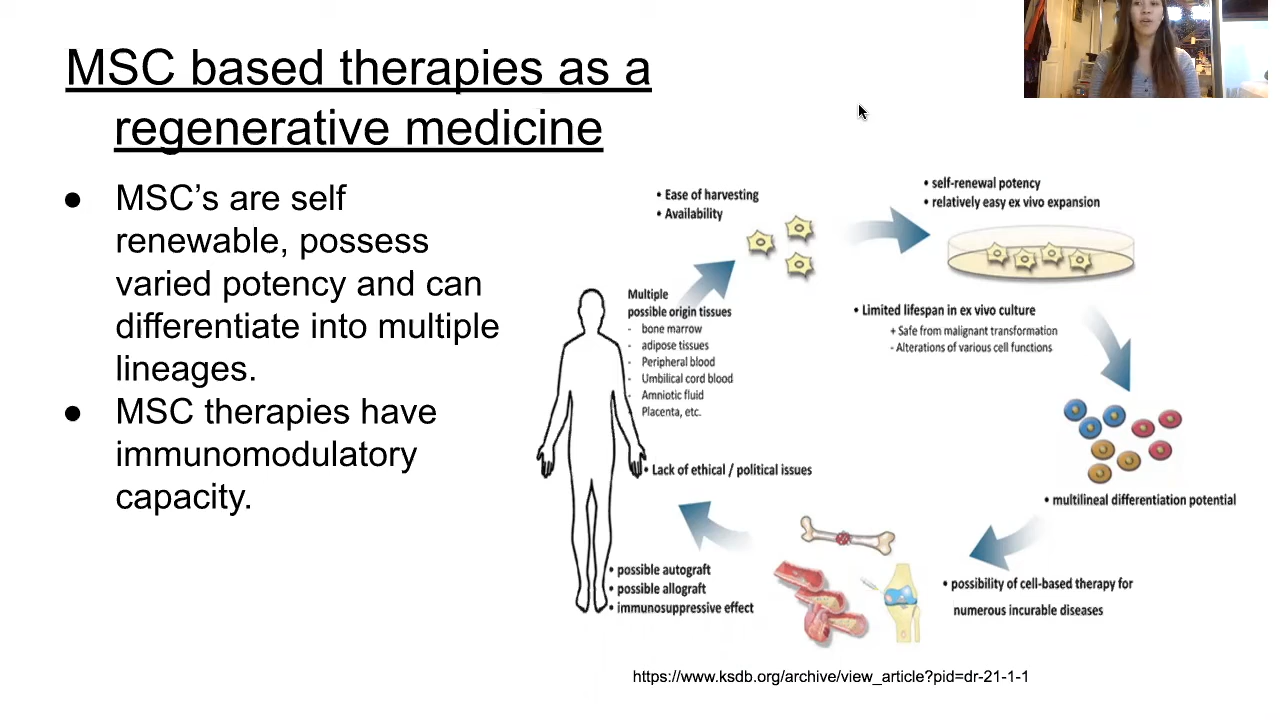 MSC based therapies as a
regenerative medicine
● MSC’s are self
renewable, possess
varied potency and can
differentiate into multiple
lineages.
● MSC therapies have
immunomodulatory
capacity.
• Ease of harvesting
• Availability
• self-renewal potency
• relatively easy ex vivo expansion
Multiple
possible origin tissues
- bone marrow
- adipose tissues
- Peripheral blood
- Umbilical cord blood
- Amniotic fluid
- Placenta, etc.
• Limited lifespan in ex vivo culture
+ Safe from malignant transformation
- Alterations of various cell functions
• multilineal differentiation potential
• Lack of ethical / political issues
• possible autograft
• possible allograft
• immunosuppressive effect
• possibility of cell-based therapy for
numerous incurable diseases
https://www.ksdb.org/archive/view_article?pid=dr-21-1-1